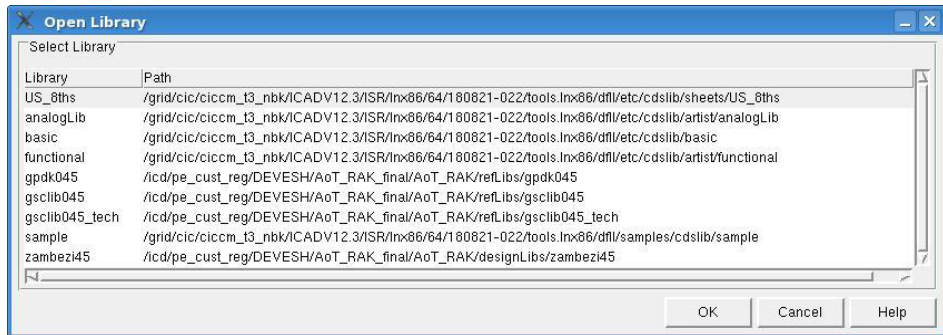 Open Library
Select Library
Library Path
US_8ths /grid/cic/ciccm_t3_nbk/ICADV12.3/ISR/lnx86/64/180821-022/tools.lnx86/dfII/etc/cdslib/sheets/US_8ths
analogLib /grid/cic/ciccm_t3_nbk/ICADV12.3/ISR/lnx86/64/180821-022/tools.lnx86/dfII/etc/cdslib/artist/analogLib
basic /grid/cic/ciccm_t3_nbk/ICADV12.3/ISR/lnx86/64/180821-022/tools.lnx86/dfII/etc/cdslib/basic
functional /grid/cic/ciccm_t3_nbk/ICADV12.3/ISR/lnx86/64/180821-022/tools.lnx86/dfII/etc/cdslib/artist/functional
gpdk045 /icd/pe_cust_reg/DEVESH/AoT_RAK_final/AoT_RAK/refLibs/gpdk045
gsclib045 /icd/pe_cust_reg/DEVESH/AoT_RAK_final/AoT_RAK/refLibs/gsclib045
gsclib045_tech /icd/pe_cust_reg/DEVESH/AoT_RAK_final/AoT_RAK/refLibs/gsclib045_tech
sample /grid/cic/ciccm_t3_nbk/ICADV12.3/ISR/lnx86/64/180821-022/tools.lnx86/dfII/samples/cdslib/sample
zambezi45 /icd/pe_cust_reg/DEVESH/AoT_RAK_final/AoT_RAK/designLibs/zambezi45
OK Cancel Help